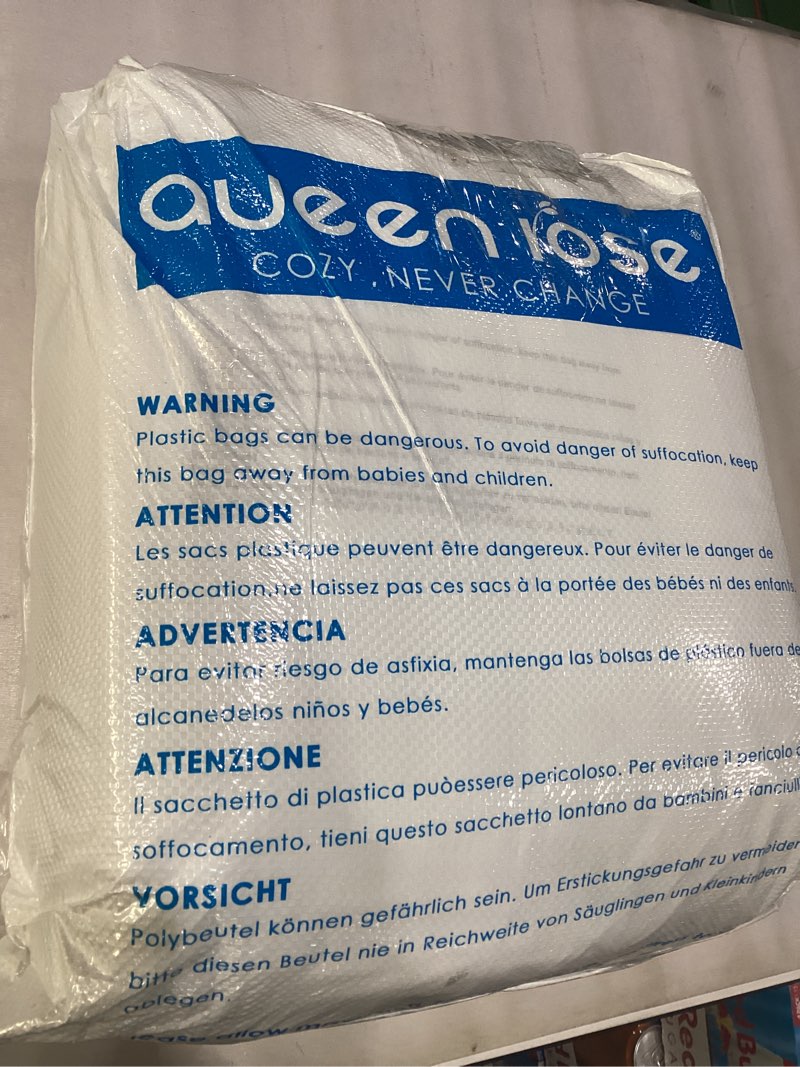 queen rose®
COZY . NEVER CHANGE
WARNING
Plastic bags can be dangerous. To avoid danger of suffocation, keep
this bag away from babies and children.
ATTENTION
Les sacs plastique peuvent être dangereux. Pour éviter le danger de
suffocation,ne laissez pas ces sacs à la portée des bébés ni des enfants.
ADVERTENCIA
Para evitar riesgo de asfixia, mantenga las bolsas de plástico fuera de
alcanedelos niños y bebés.
ATTENZIONE
Il sacchetto di plastica puòessere pericoloso. Per evitare il pericolo
soffocamento, tieni questo sacchetto lontano da bambini e fanciulli
VORSICHT
Polybeutel können gefährlich sein. Um Erstickungsgefahr zu vermeiden
bitte diesen Beutel nie in Reichweite von Säuglingen und Kleinkindern
ablegen.
allow